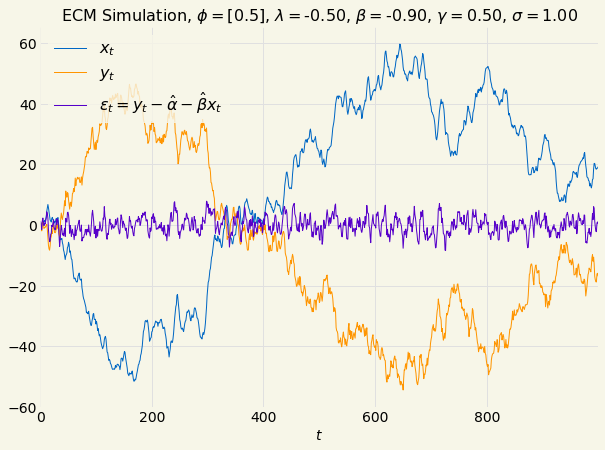 ECM Simulation, ϕ = [0.5], λ = -0.50, β = -0.90, γ = 0.50, σ = 1.00
x_t
y_t
ε_t = y_t − α̂ − β̂x_t
60
40
20
0
−20
−40
−60
0 200 400 600 800
t